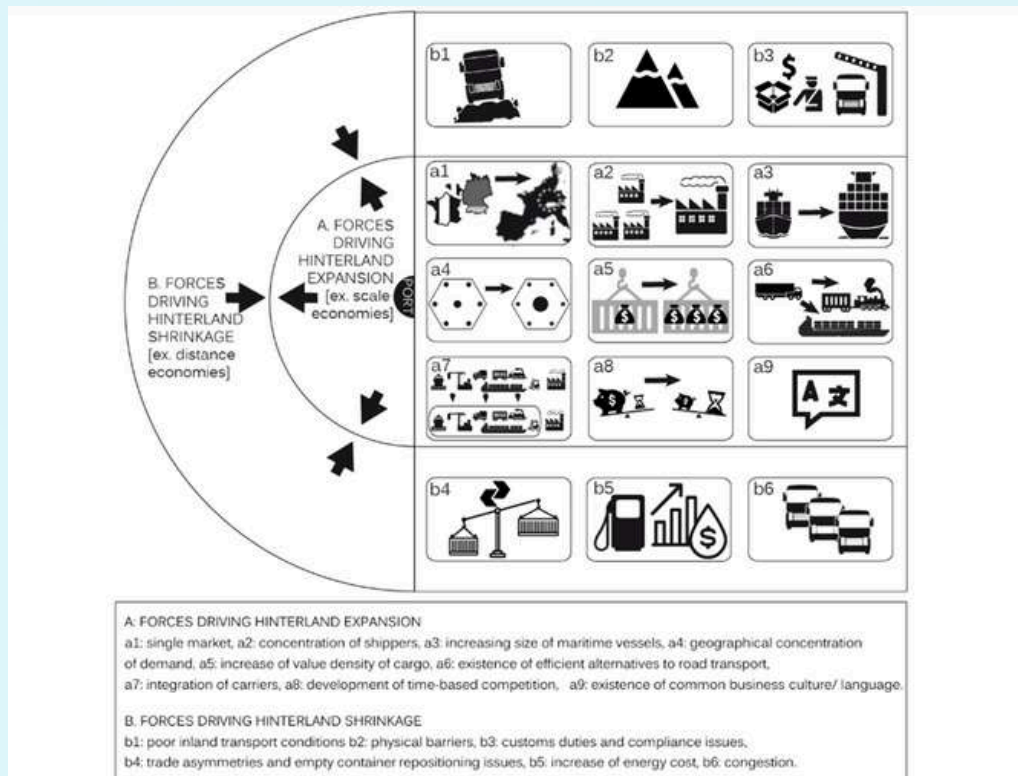 b1
b2
b3
a1
a2
a3
A. FORCES
DRIVING
HINTERLAND
EXPANSION
[ex. scale
economies]
PORT
B. FORCES
DRIVING
HINTERLAND
SHRINKAGE
[ex. distance
economies]
a4
a5
a6
a7
a8
a9
A 文
b4
b5
b6
A: FORCES DRIVING HINTERLAND EXPANSION
a1: single market, a2: concentration of shippers, a3: increasing size of maritime vessels, a4: geographical concentration
of demand, a5: increase of value density of cargo, a6: existence of efficient alternatives to road transport,
a7: integration of carriers, a8: development of time-based competition, a9: existence of common business culture/ language.
B. FORCES DRIVING HINTERLAND SHRINKAGE
b1: poor inland transport conditions b2: physical barriers, b3: customs duties and compliance issues,
b4: trade asymmetries and empty container repositioning issues, b5: increase of energy cost, b6: congestion.